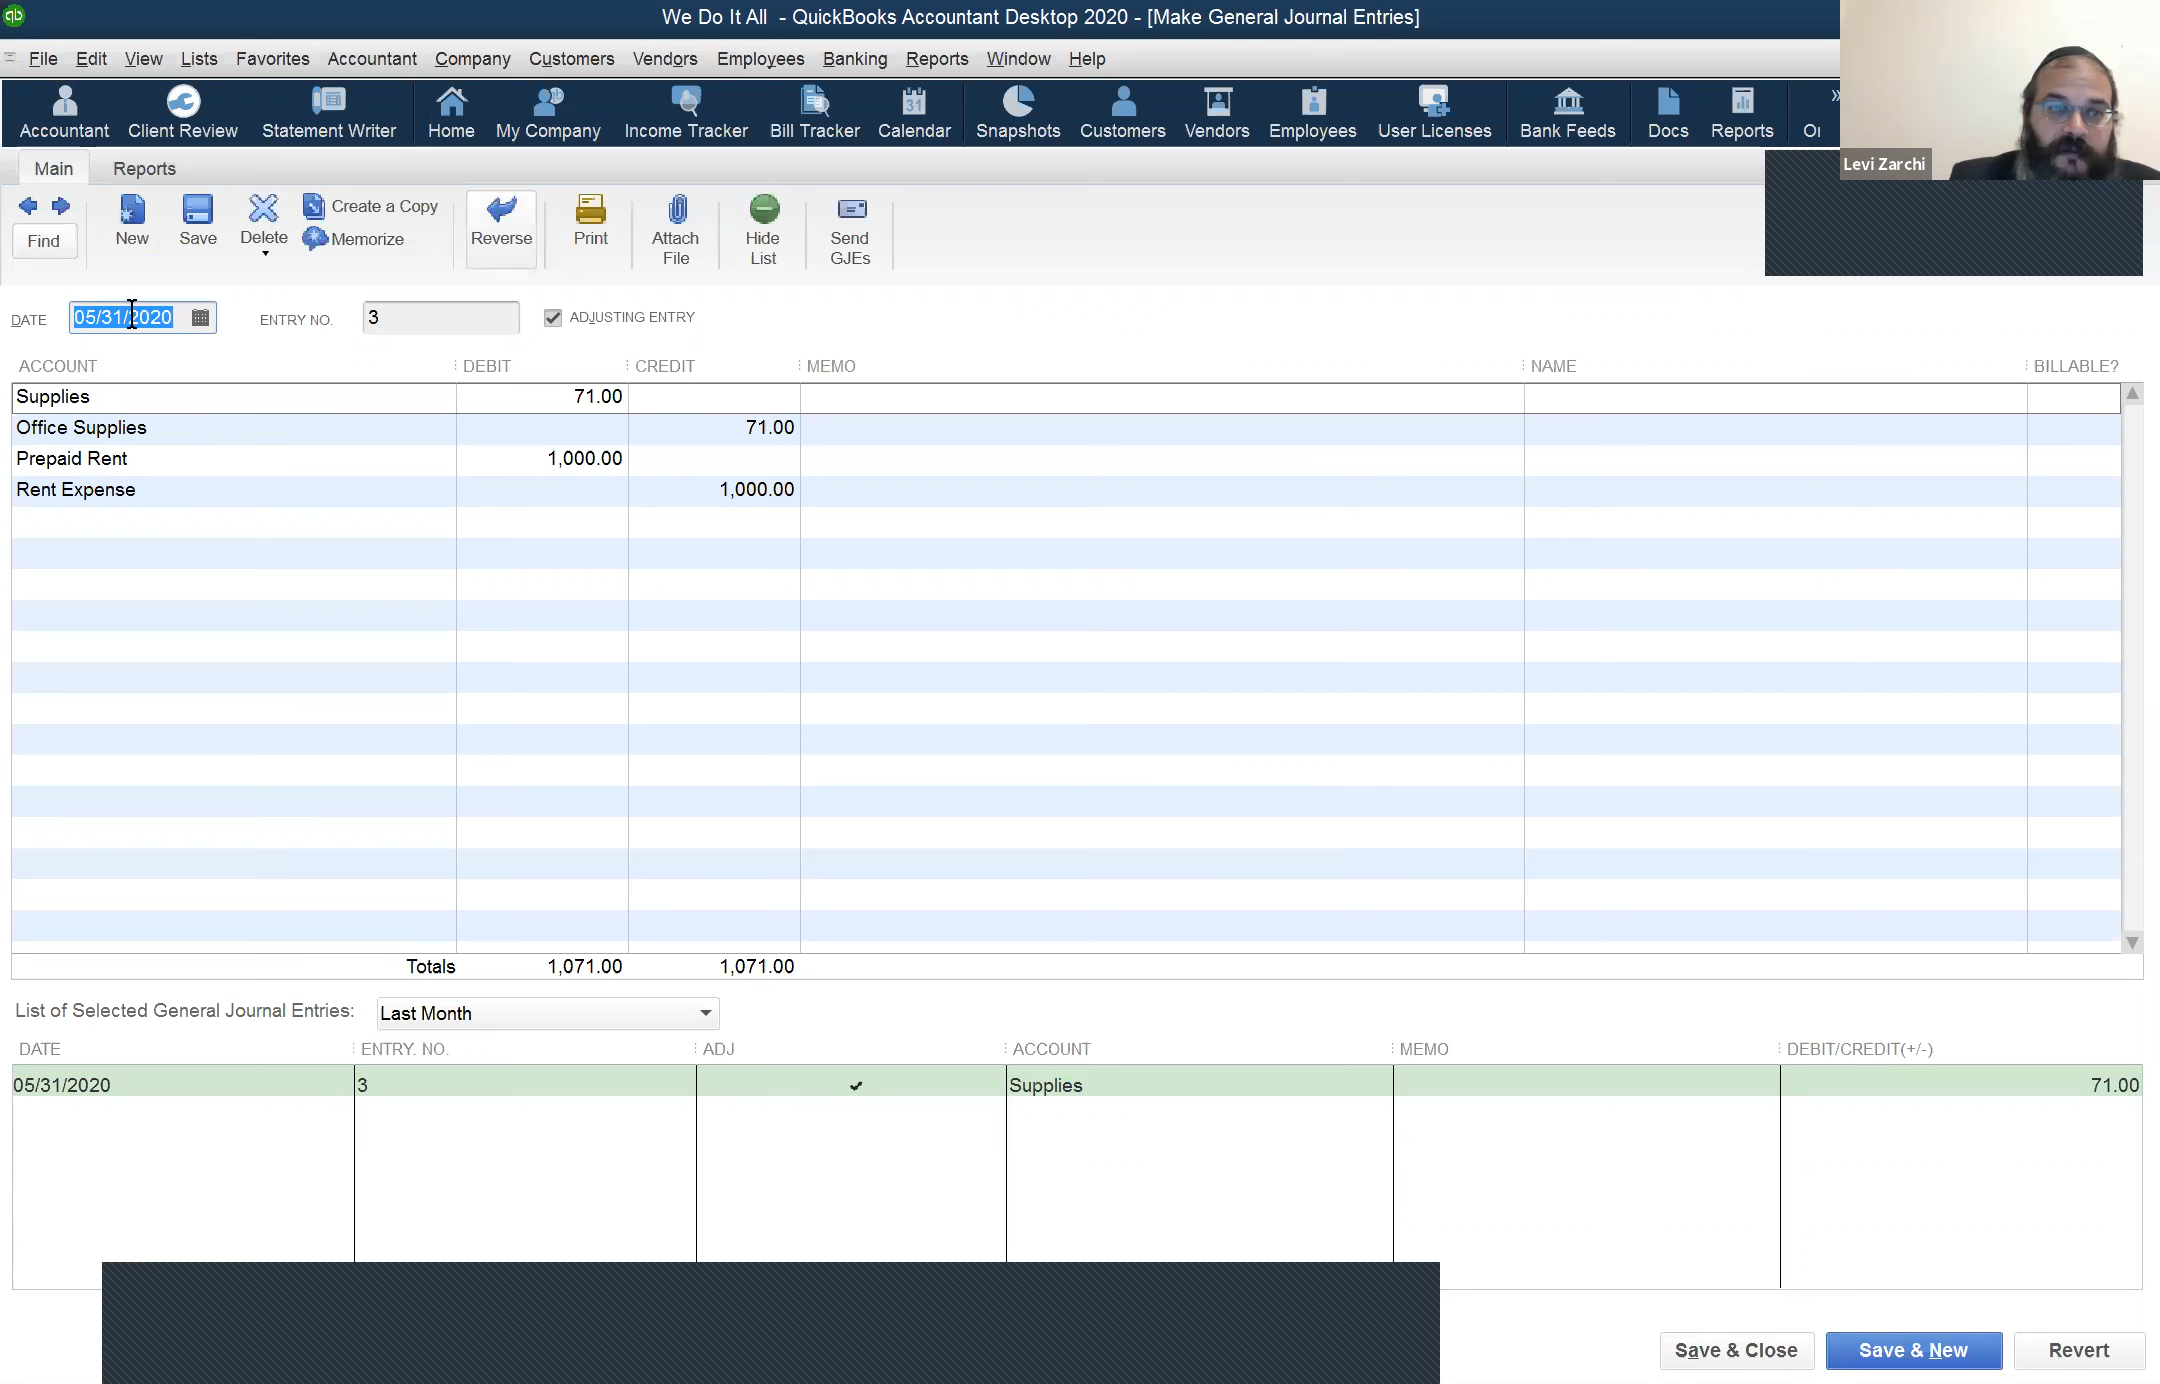 qb
We Do It All - QuickBooks Accountant Desktop 2020 - [Make General Journal Entries]
File Edit View Lists Favorites Accountant Company Customers Vendors Employees Banking Reports Window Help
31
Accountant Client Review Statement Writer Home My Company Income Tracker Bill Tracker Calendar Snapshots Customers Vendors Employees User Licenses Bank Feeds Docs Reports
Levi Zarchi
Main Reports
Find New Save Delete Create a Copy Memorize Reverse Print Attach File Hide List Send GJEs
DATE 05/31/2020 ENTRY NO. 3 ADJUSTING ENTRY
ACCOUNT DEBIT CREDIT MEMO NAME BILLABLE?
Supplies 71.00
Office Supplies 71.00
Prepaid Rent 1,000.00
Rent Expense 1,000.00
Totals 1,071.00 1,071.00
List of Selected General Journal Entries: Last Month
DATE ENTRY. NO. ADJ ACCOUNT MEMO DEBIT/CREDIT(+/-)
05/31/2020 3 Supplies 71.00
Save & Close Save & New Revert